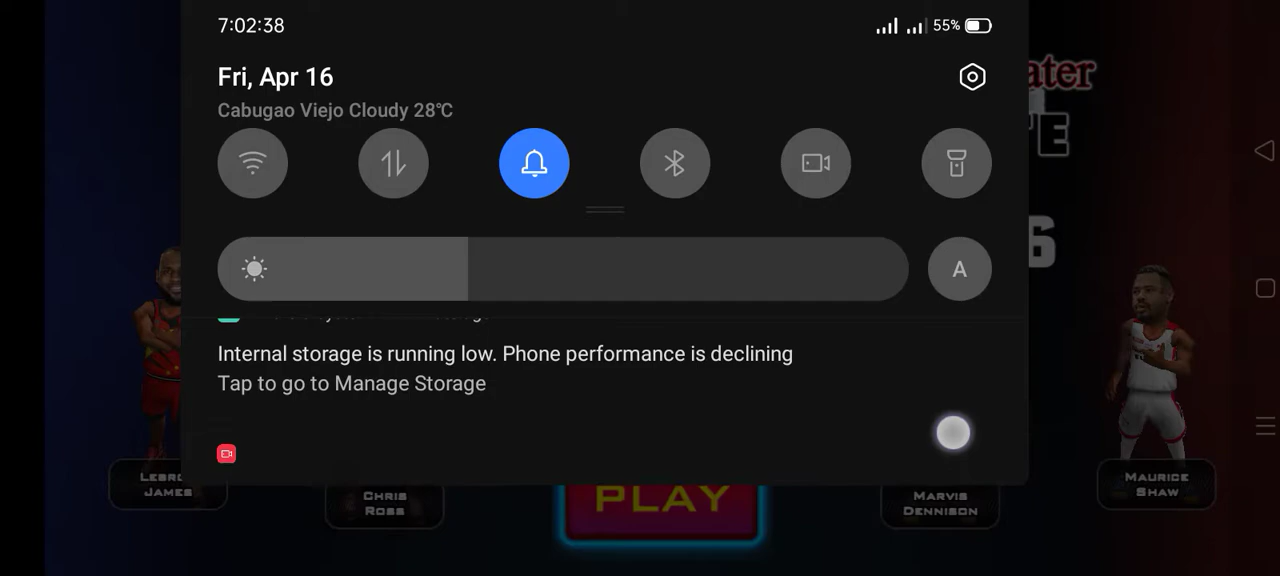 7:02:38
55%
Fri, Apr 16
Cabugao Viejo Cloudy 28℃
A
Internal storage is running low. Phone performance is declining
Tap to go to Manage Storage
JAMES
CHRIS
ROSS
PLAY
MARVIS
DENNISON
MAURICE
SHAW
6